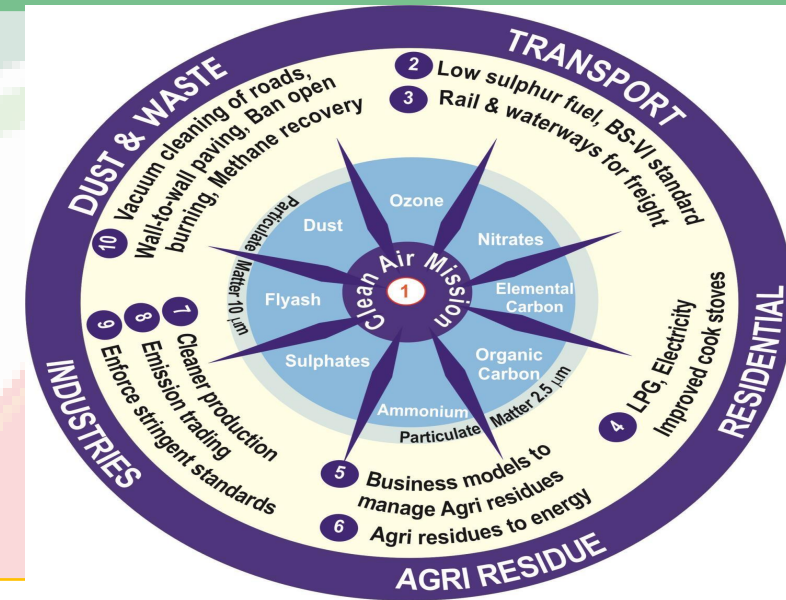 TRANSPORT
2 Low sulphur fuel, BS-VI standard
3 Rail & waterways for freight
RESIDENTIAL
4 LPG, Electricity
Improved cook stoves
AGRI RESIDUE
5 Business models to
manage Agri residues
6 Agri residues to energy
INDUSTRIES
7 Cleaner production
8 Emission trading
9 Enforce stringent standards
DUST & WASTE
10 Vacuum cleaning of roads,
Wall-to-wall paving, Ban open
burning, Methane recovery
Clean Air Mission
1
Ozone
Nitrates
Elemental
Carbon
Organic
Carbon
Ammonium
Sulphates
Flyash
Dust
Particulate Matter 10 µm
Particulate Matter 2.5 µm